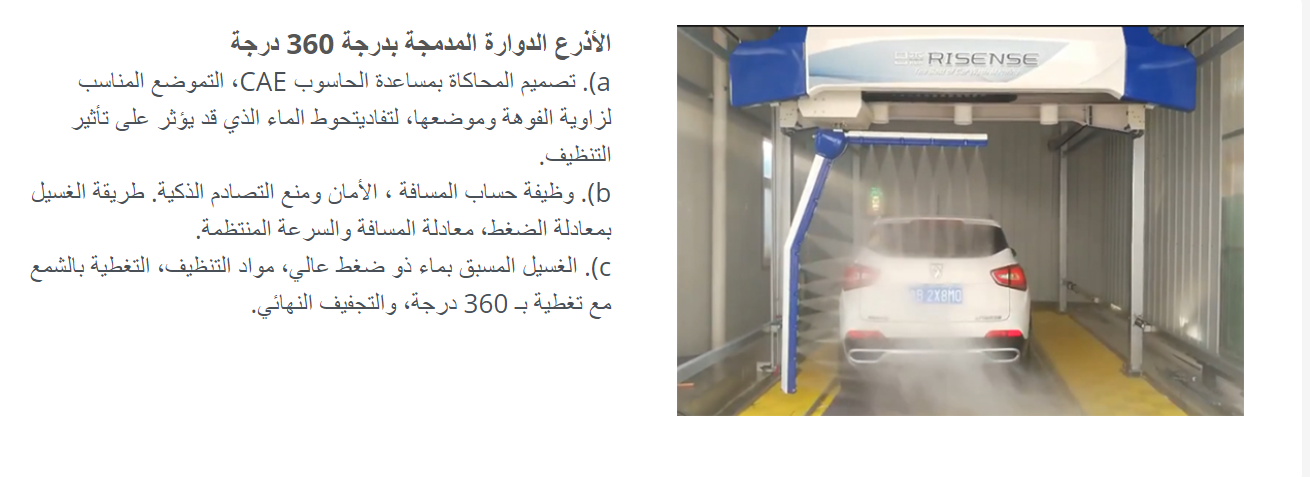 الأذرع الدوارة المدمجة بدرجة 360 درجة
a). تصميم المحاكاة بمساعدة الحاسوب CAE، التموضع المناسب
لزاوية الفوهة وموضعها، لتفاديتحوط الماء الذي قد يؤثر على تأثير
التنظيف.
b). وظيفة حساب المسافة ، الأمان ومنع التصادم الذكية. طريقة الغسيل
بمعادلة الضغط، معادلة المسافة والسرعة المنتظمة.
c). الغسيل المسبق بماء ذو ضغط عالي، مواد التنظيف، التغطية بالشمع
مع تغطية بـ 360 درجة، والتجفيف النهائي.
RISENSE
2X8M0